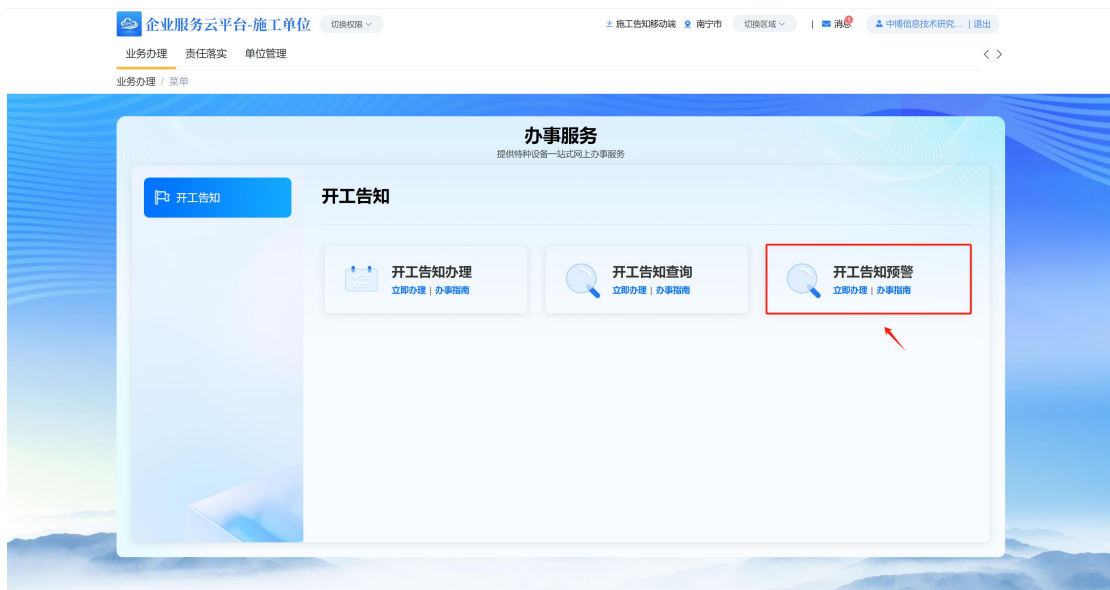 企业服务云平台-施工单位 切换权限 施工告知移动端 南宁市 切换区域 | 消息 中博信息技术研究... | 退出
业务办理 责任落实 单位管理
业务办理 / 菜单
办事服务
提供特种设备一站式网上办事服务
开工告知
开工告知
开工告知办理
立即办理 | 办事指南
开工告知查询
立即办理 | 办事指南
开工告知预警
立即办理 | 办事指南